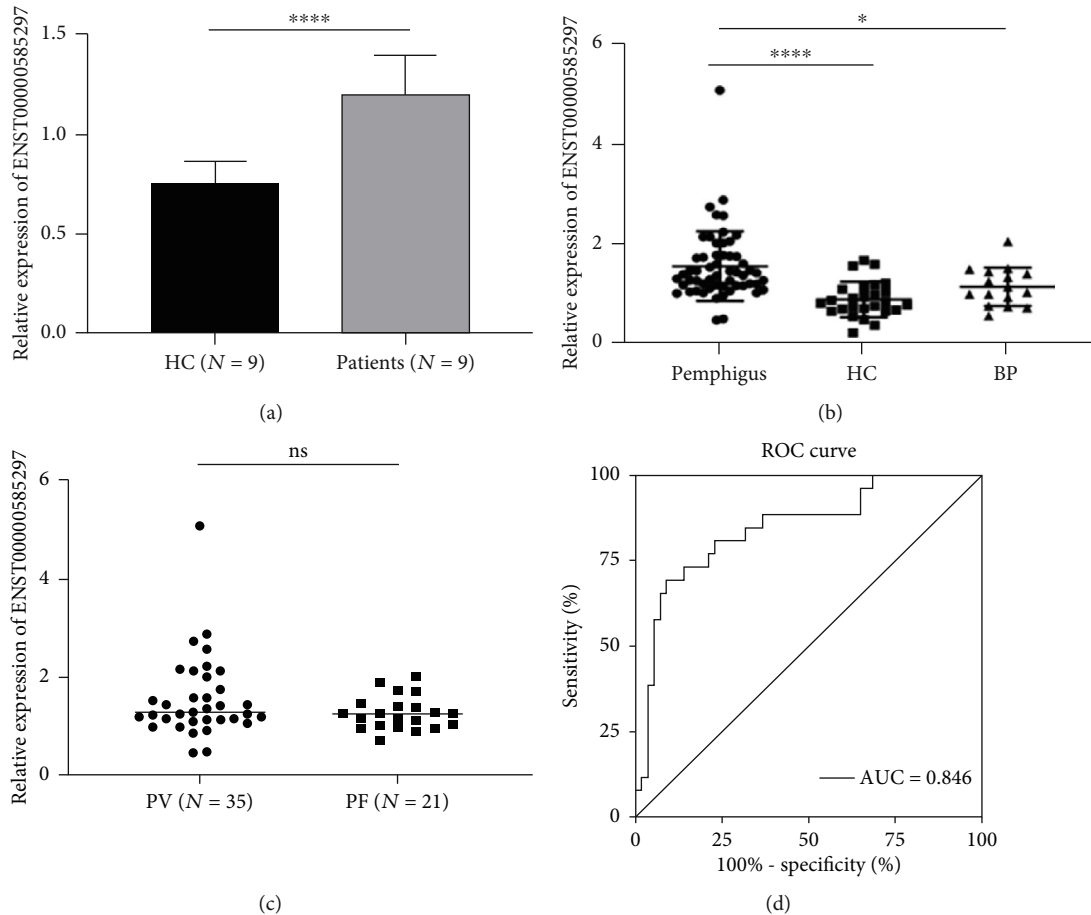 Relative expression of ENST00000585297
1.5
1.0
0.5
0.0
****
HC (N = 9)
Patients (N = 9)
(a)
Relative expression of ENST00000585297
6
4
2
0
*
****
Pemphigus
HC
BP
(b)
Relative expression of ENST00000585297
6
4
2
0
ns
PV (N = 35)
PF (N = 21)
(c)
ROC curve
Sensitivity (%)
100
75
50
25
0
AUC = 0.846
0
25
50
75
100
100% - specificity (%)
(d)